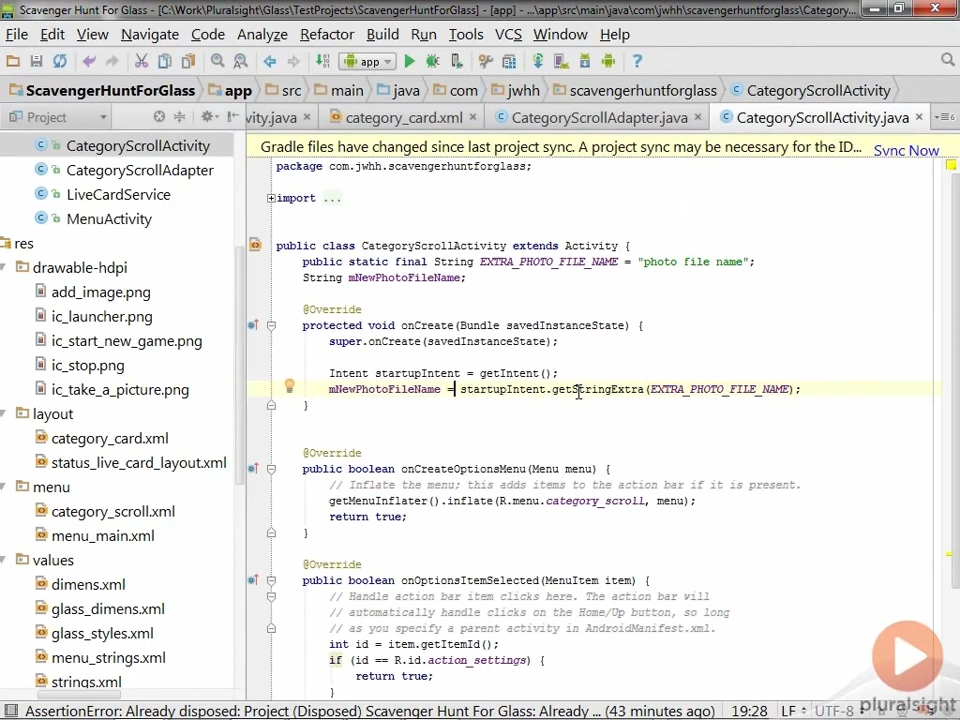 Scavenger Hunt For Glass - [C:\Work\Pluralsight\Glass\TestProjects\ScavengerHuntForGlass] - [app] - ...\app\src\main\java\com\jwhh\scavengerhuntforglass\Category...
File Edit View Navigate Code Analyze Refactor Build Run Tools VCS Window Help
app
ScavengerHuntForGlass app src main java com jwhh scavengerhuntforglass CategoryScrollActivity
Project
vity.java category_card.xml CategoryScrollAdapter.java CategoryScrollActivity.java
Gradle files have changed since last project sync. A project sync may be necessary for the ID... Sync Now
CategoryScrollActivity
CategoryScrollAdapter
LiveCardService
MenuActivity
res
drawable-hdpi
add_image.png
ic_launcher.png
ic_start_new_game.png
ic_stop.png
ic_take_a_picture.png
layout
category_card.xml
status_live_card_layout.xml
menu
category_scroll.xml
menu_main.xml
values
dimens.xml
glass_dimens.xml
glass_styles.xml
menu_strings.xml
strings.xml
package com.jwhh.scavengerhuntforglass;
import ...
public class CategoryScrollActivity extends Activity {
public static final String EXTRA_PHOTO_FILE_NAME = "photo file name";
String mNewPhotoFileName;
@Override
protected void onCreate(Bundle savedInstanceState) {
super.onCreate(savedInstanceState);
Intent startupIntent = getIntent();
mNewPhotoFileName = startupIntent.getStringExtra(EXTRA_PHOTO_FILE_NAME);
}
@Override
public boolean onCreateOptionsMenu(Menu menu) {
// Inflate the menu; this adds items to the action bar if it is present.
getMenuInflater().inflate(R.menu.category_scroll, menu);
return true;
}
@Override
public boolean onOptionsItemSelected(MenuItem item) {
// Handle action bar item clicks here. The action bar will
// automatically handle clicks on the Home/Up button, so long
// as you specify a parent activity in AndroidManifest.xml.
int id = item.getItemId();
if (id == R.id.action_settings) {
return true;
}
pluralsight
AssertionError: Already disposed: Project (Disposed) Scavenger Hunt For Glass: Already ... (43 minutes ago) 19:28 LF UTF-8